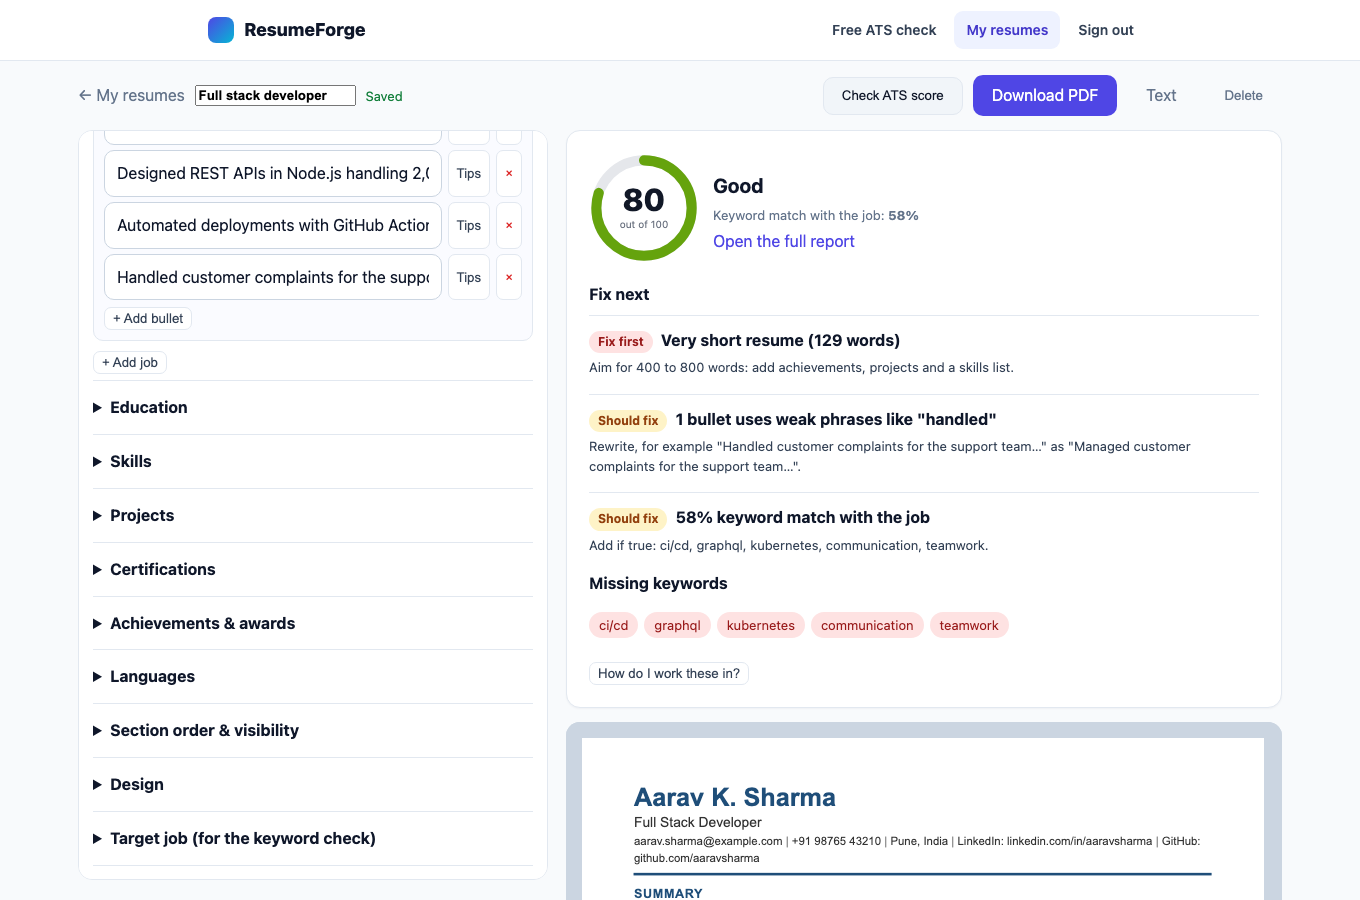 ResumeForge
Free ATS check
My resumes
Sign out
← My resumes
Full stack developer
Saved
Check ATS score
Download PDF
Text
Delete
Designed REST APIs in Node.js handling 2,0
Tips
×
Automated deployments with GitHub Action
Tips
×
Handled customer complaints for the suppo
Tips
×
+ Add bullet
+ Add job
Education
Skills
Projects
Certifications
Achievements & awards
Languages
Section order & visibility
Design
Target job (for the keyword check)
80
out of 100
Good
Keyword match with the job: 58%
Open the full report
Fix next
Fix first Very short resume (129 words)
Aim for 400 to 800 words: add achievements, projects and a skills list.
Should fix 1 bullet uses weak phrases like "handled"
Rewrite, for example "Handled customer complaints for the support team…" as "Managed customer
complaints for the support team…".
Should fix 58% keyword match with the job
Add if true: ci/cd, graphql, kubernetes, communication, teamwork.
Missing keywords
ci/cd
graphql
kubernetes
communication
teamwork
How do I work these in?
Aarav K. Sharma
Full Stack Developer
aarav.sharma@example.com | +91 98765 43210 | Pune, India | LinkedIn: linkedin.com/in/aaravsharma | GitHub:
github.com/aaravsharma
SUMMARY